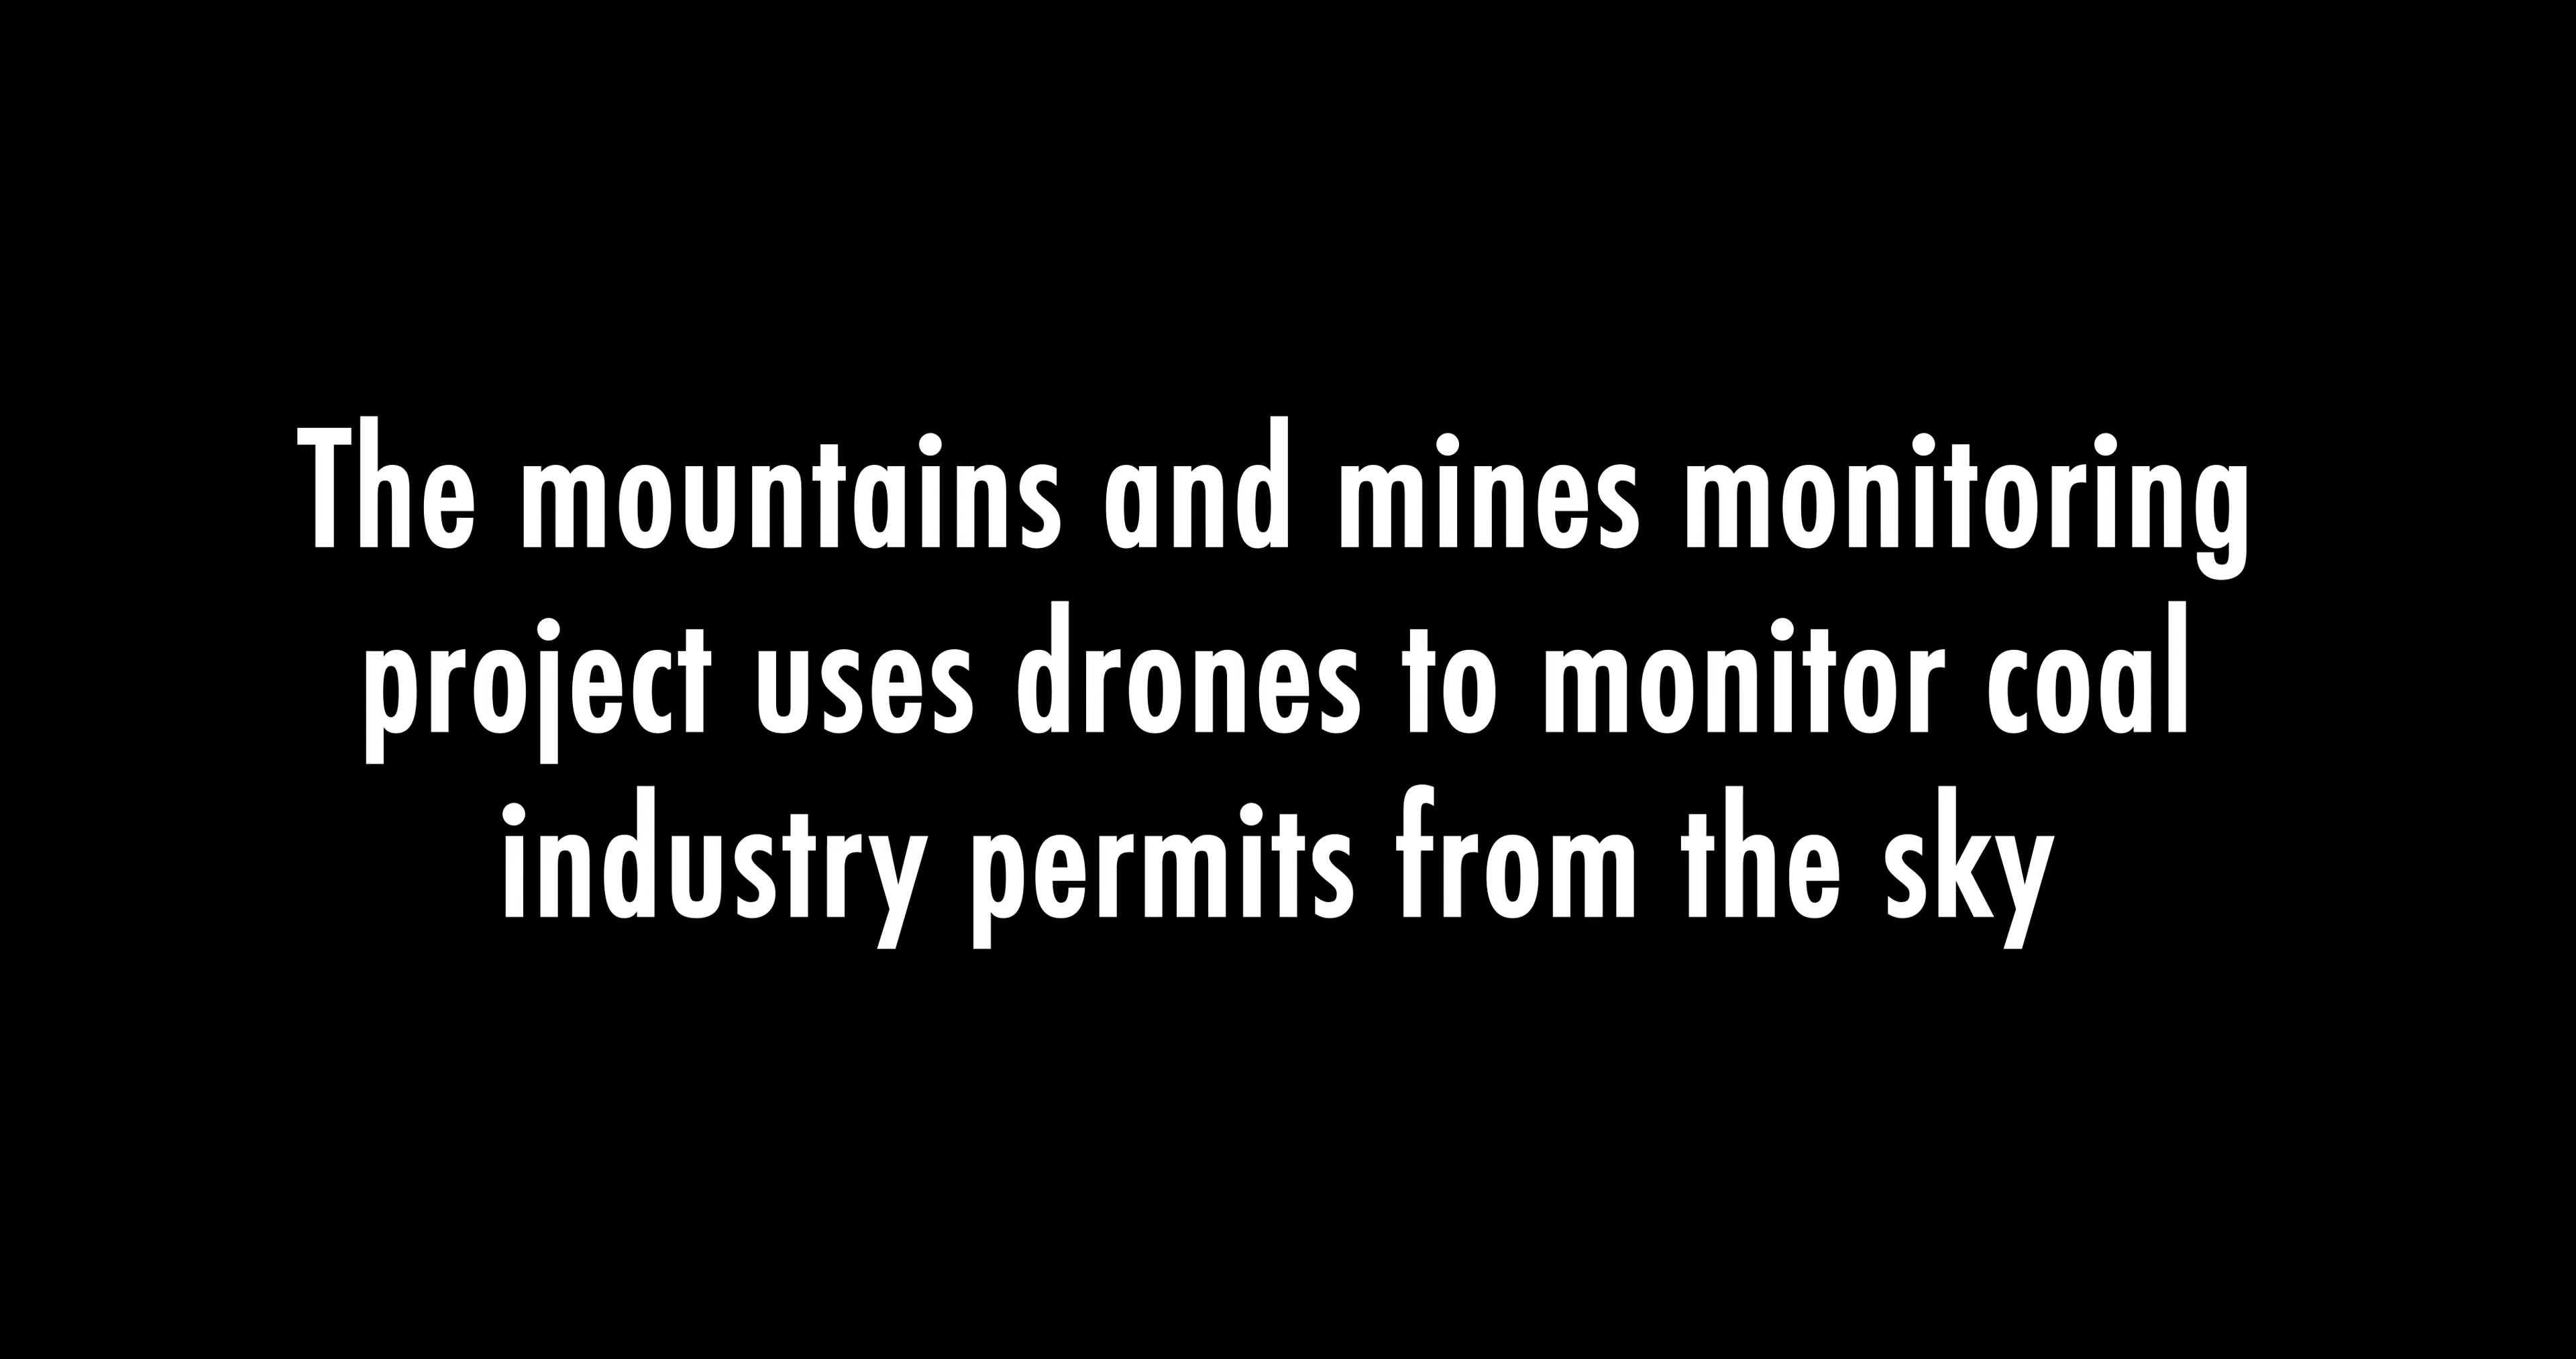 The mountains and mines monitoring
project uses drones to monitor coal
industry permits from the sky